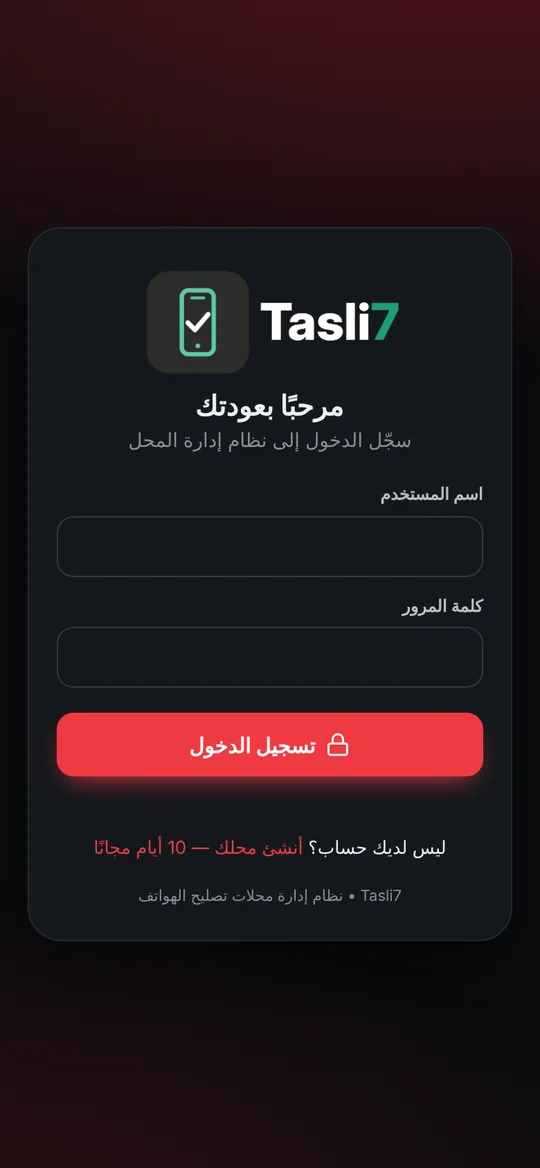 Tasli7
مرحبًا بعودتك
سجّل الدخول إلى نظام إدارة المحل
اسم المستخدم
كلمة المرور
تسجيل الدخول
ليس لديك حساب؟ أنشئ محلك — 10 أيام مجانًا
Tasli7 • نظام إدارة محلات تصليح الهواتف